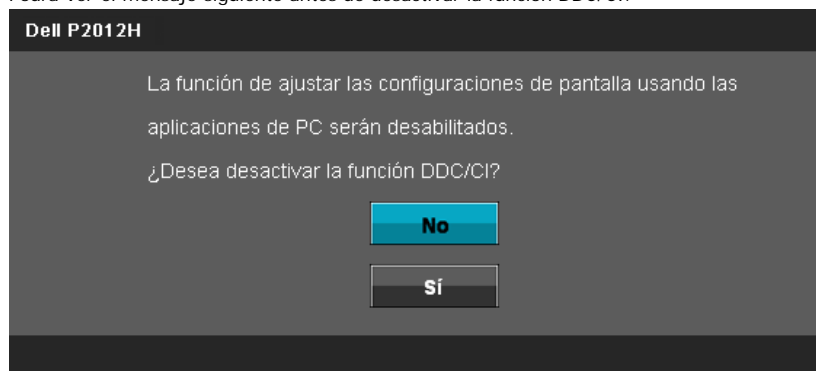 Podrá ver el mensaje siguiente antes de desactivar la función DDC/CI:
Dell P2012H
La función de ajustar las configuraciones de pantalla usando las
aplicaciones de PC serán desabilitados.
¿Desea desactivar la función DDC/CI?
No
Sí